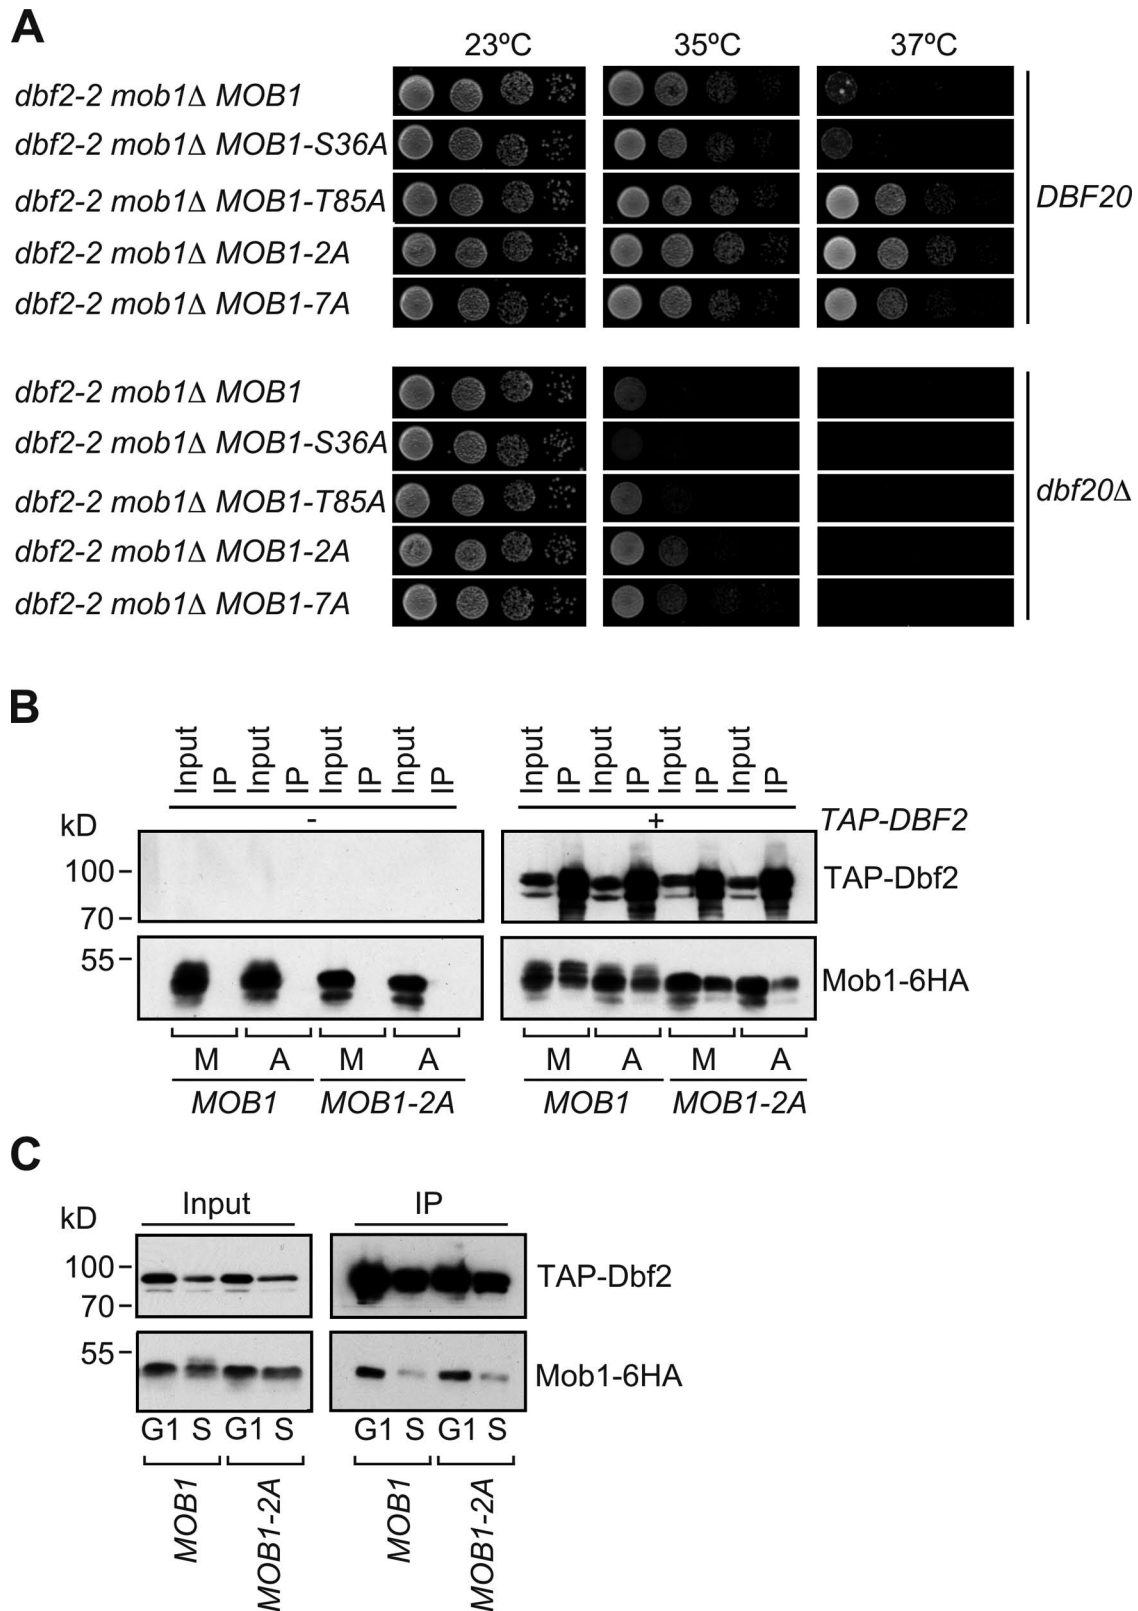 A
23ºC 35ºC 37ºC
dbf2-2 mob1Δ MOB1
dbf2-2 mob1Δ MOB1-S36A
dbf2-2 mob1Δ MOB1-T85A
dbf2-2 mob1Δ MOB1-2A
dbf2-2 mob1Δ MOB1-7A
DBF20
dbf2-2 mob1Δ MOB1
dbf2-2 mob1Δ MOB1-S36A
dbf2-2 mob1Δ MOB1-T85A
dbf2-2 mob1Δ MOB1-2A
dbf2-2 mob1Δ MOB1-7A
dbf20Δ
B
Input IP Input IP Input IP Input IP Input IP Input IP Input IP Input IP
kD - + TAP-DBF2
100 TAP-Dbf2
70
55 Mob1-6HA
M A M A M A M A
MOB1 MOB1-2A MOB1 MOB1-2A
C
Input IP
kD
100 TAP-Dbf2
70
55 Mob1-6HA
G1 S G1 S G1 S G1 S
MOB1 MOB1-2A MOB1 MOB1-2A